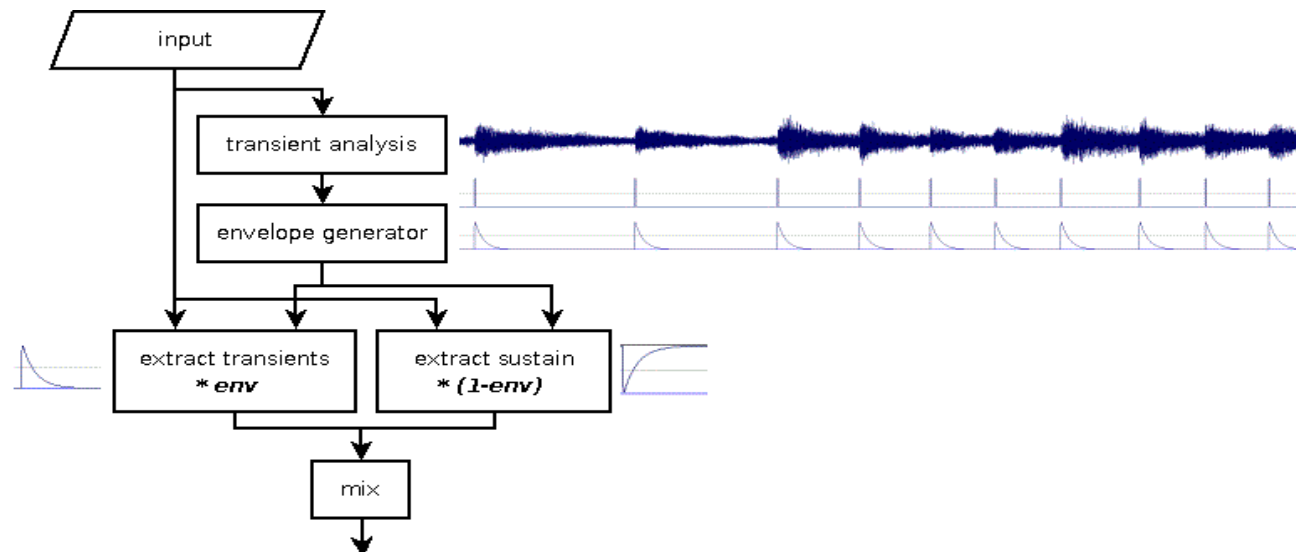 input
transient analysis
envelope generator
extract transients
* env
extract sustain
* (1-env)
mix